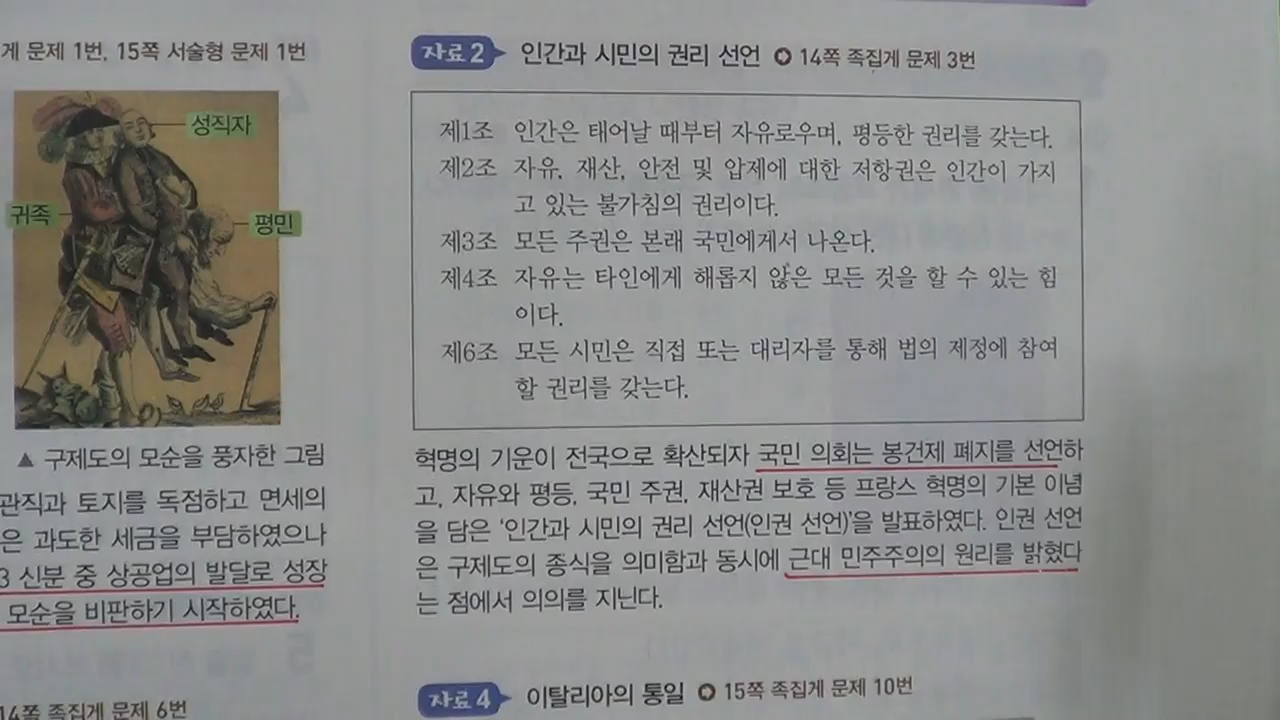 게 문제 1번, 15쪽 서술형 문제 1번
성직자
귀족
평민
▲ 구제도의 모순을 풍자한 그림
관직과 토지를 독점하고 면세의
은 과도한 세금을 부담하였으나
3 신분 중 상공업의 발달로 성장
모순을 비판하기 시작하였다.
14쪽 족집게 문제 6번
자료 2 인간과 시민의 권리 선언 14쪽 족집게 문제 3번
제1조 인간은 태어날 때부터 자유로우며, 평등한 권리를 갖는다.
제2조 자유, 재산, 안전 및 압제에 대한 저항권은 인간이 가지
고 있는 불가침의 권리이다.
제3조 모든 주권은 본래 국민에게서 나온다.
제4조 자유는 타인에게 해롭지 않은 모든 것을 할 수 있는 힘
이다.
제6조 모든 시민은 직접 또는 대리자를 통해 법의 제정에 참여
할 권리를 갖는다.
혁명의 기운이 전국으로 확산되자 국민 의회는 봉건제 폐지를 선언하
고, 자유와 평등, 국민 주권, 재산권 보호 등 프랑스 혁명의 기본 이념
을 담은 ‘인간과 시민의 권리 선언(인권 선언)’을 발표하였다. 인권 선언
은 구제도의 종식을 의미함과 동시에 근대 민주주의의 원리를 밝혔다
는 점에서 의의를 지닌다.
자료 4 이탈리아의 통일 15쪽 족집게 문제 10번